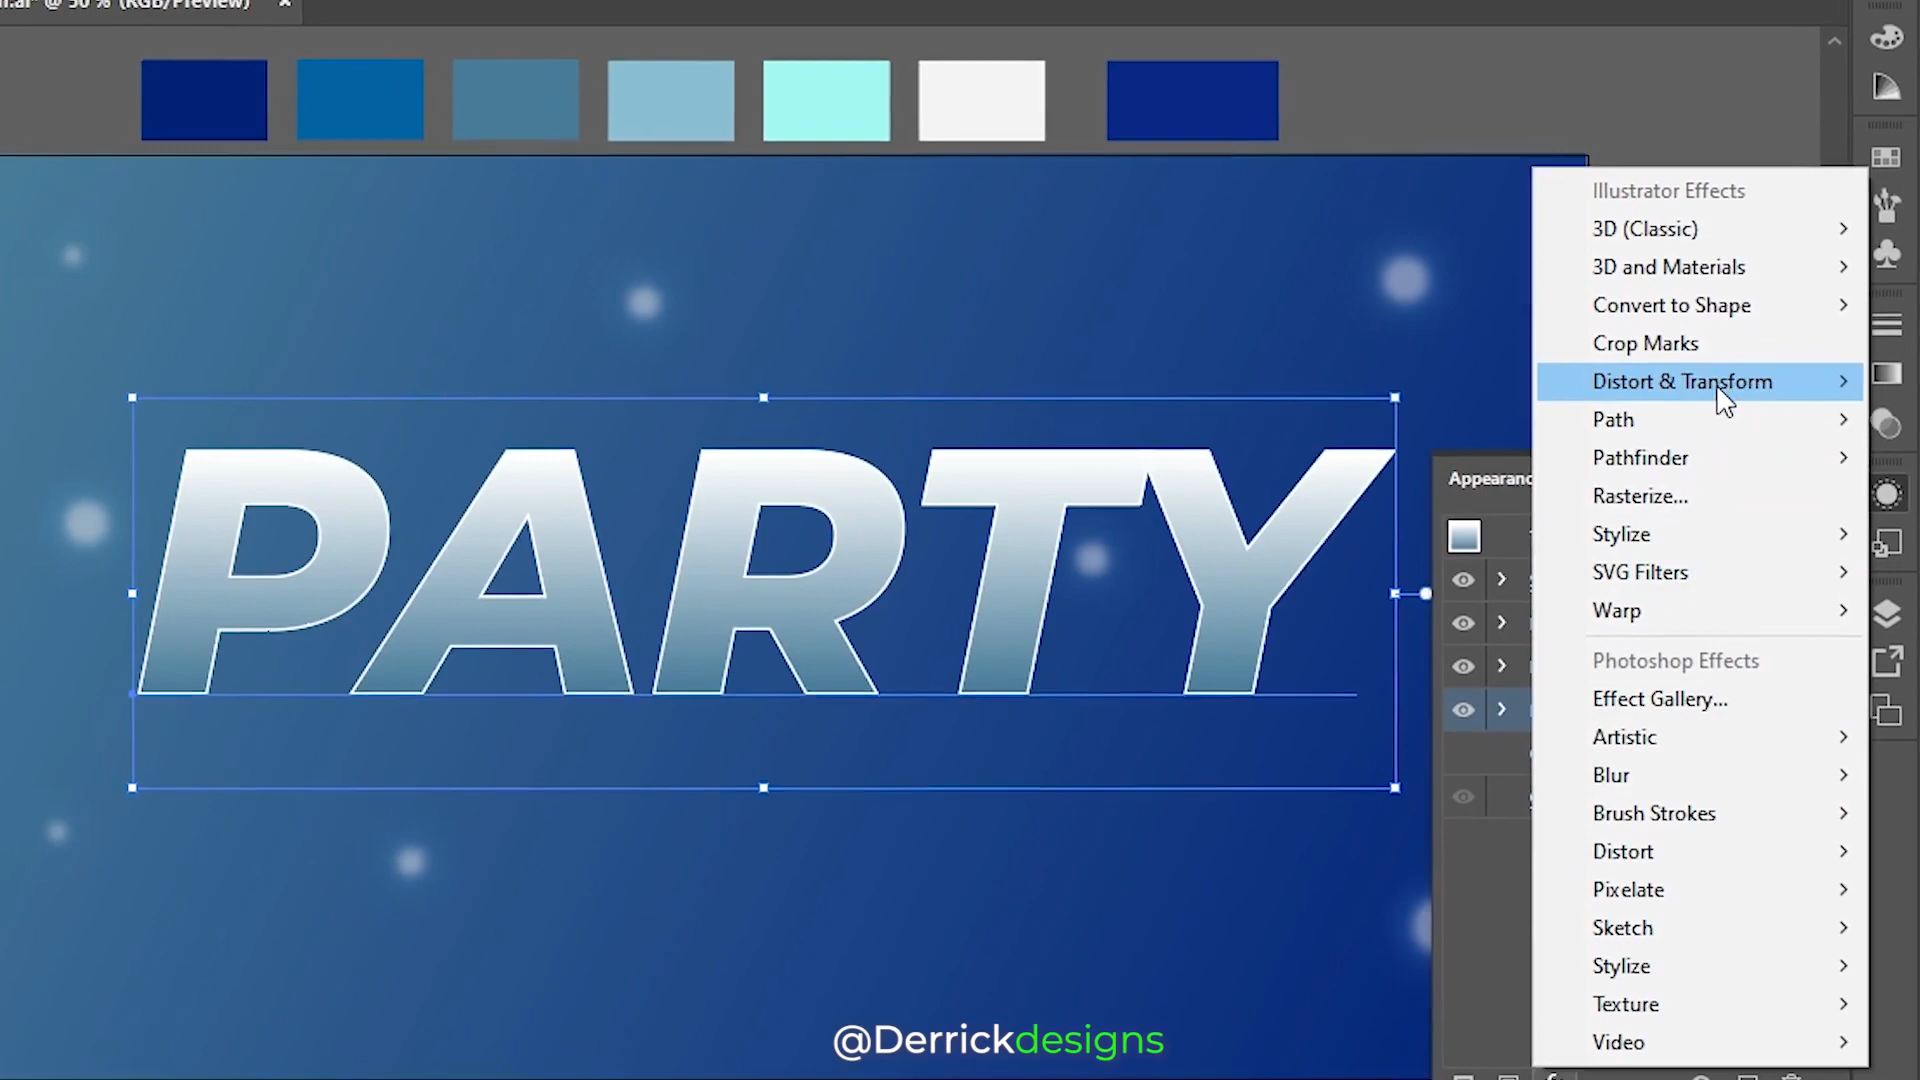 @ 50 % (RGB/Preview) ×
PARTY
Illustrator Effects
3D (Classic)
3D and Materials
Convert to Shape
Crop Marks
Distort & Transform
Path
Pathfinder
Rasterize...
Stylize
SVG Filters
Warp
Photoshop Effects
Effect Gallery...
Artistic
Blur
Brush Strokes
Distort
Pixelate
Sketch
Stylize
Texture
Video
Appearanc
@Derrickdesigns